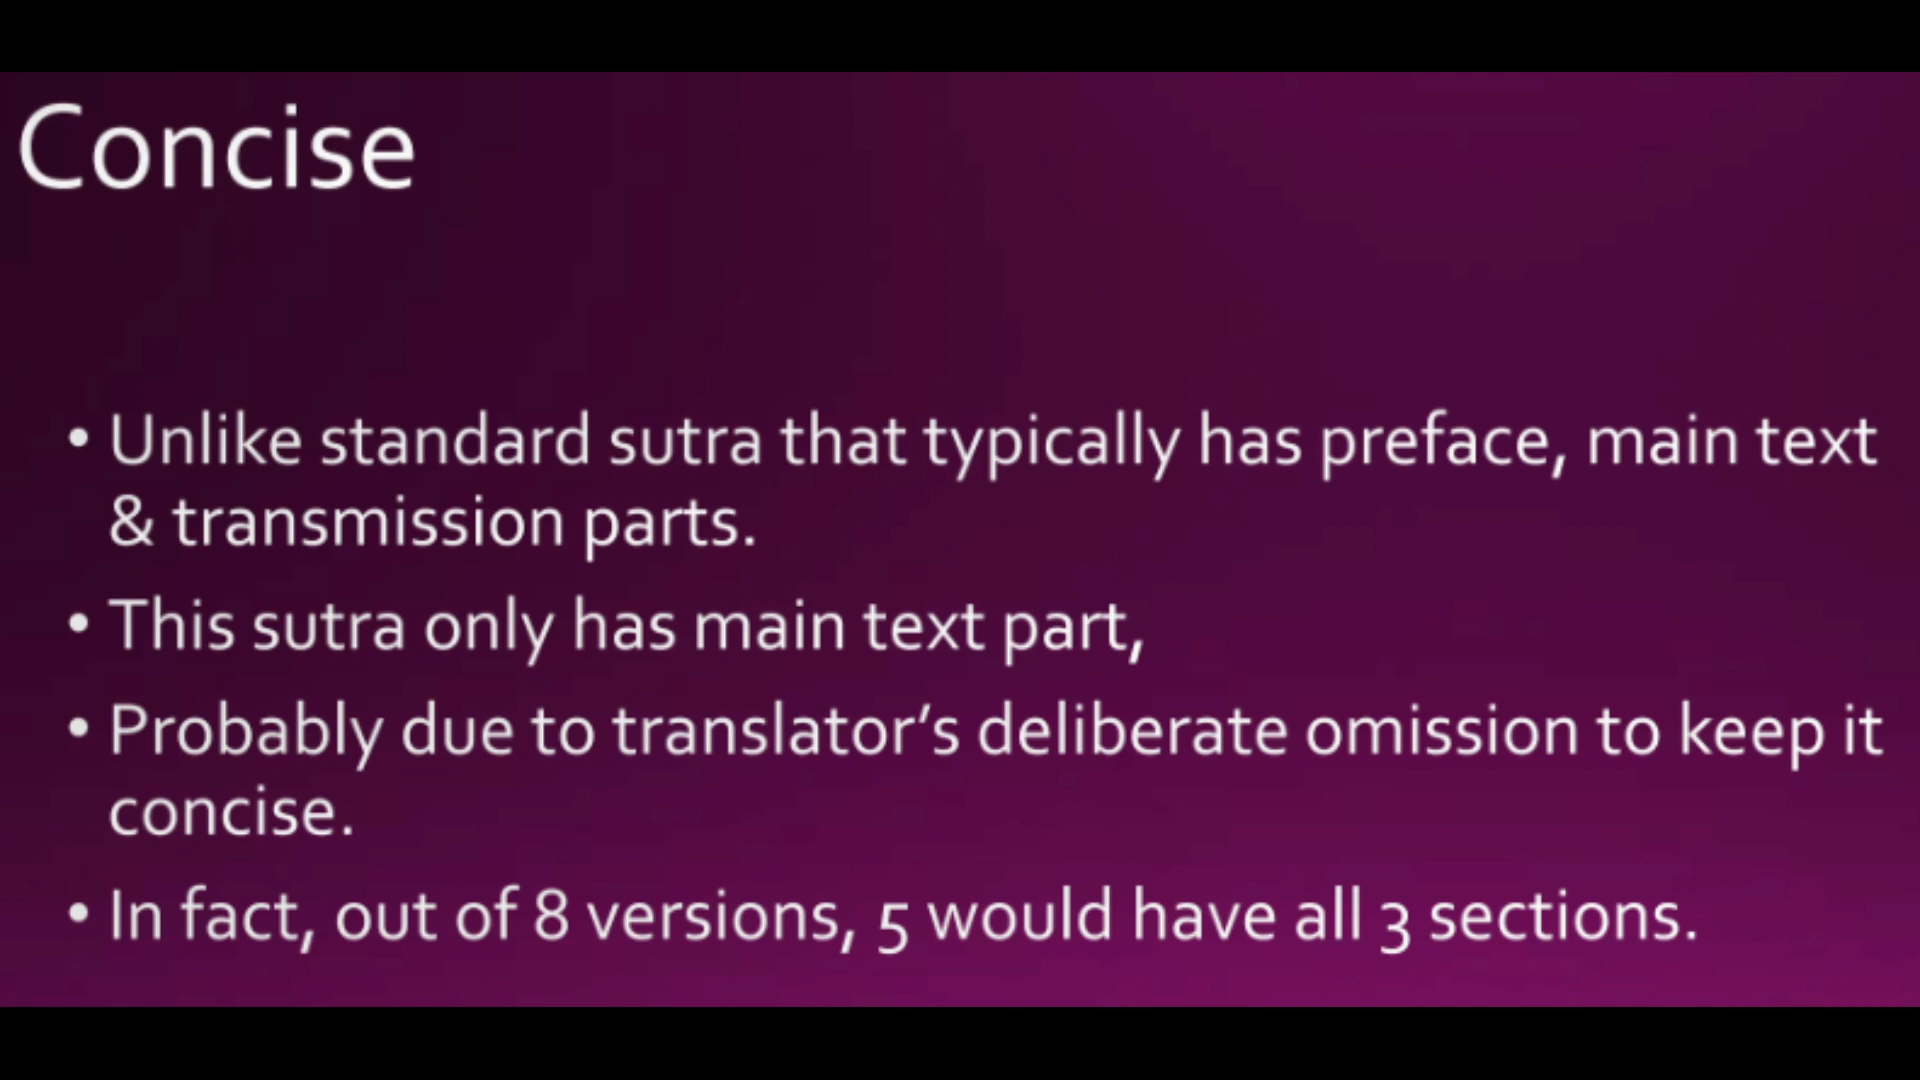 Concise
• Unlike standard sutra that typically has preface, main text
& transmission parts.
• This sutra only has main text part,
• Probably due to translator’s deliberate omission to keep it
concise.
• In fact, out of 8 versions, 5 would have all 3 sections.